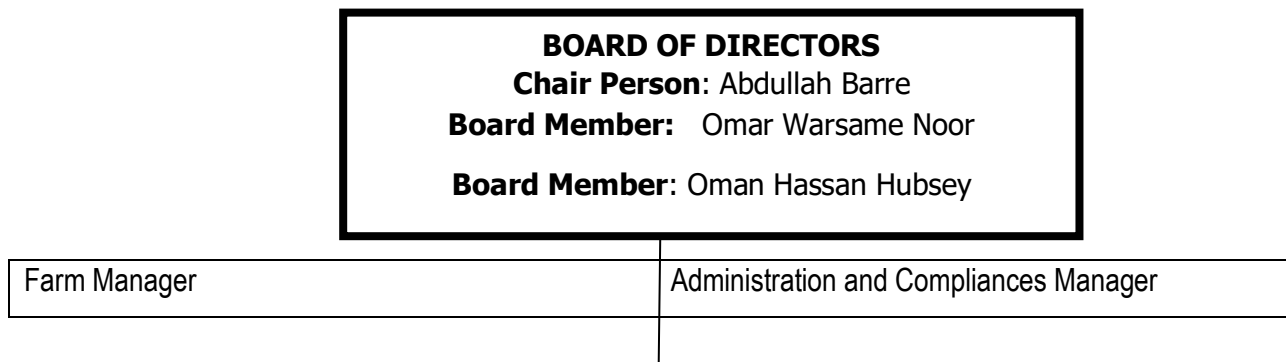 BOARD OF DIRECTORS
Chair Person: Abdullah Barre
Board Member: Omar Warsame Noor
Board Member: Oman Hassan Hubsey
Farm Manager
Administration and Compliances Manager